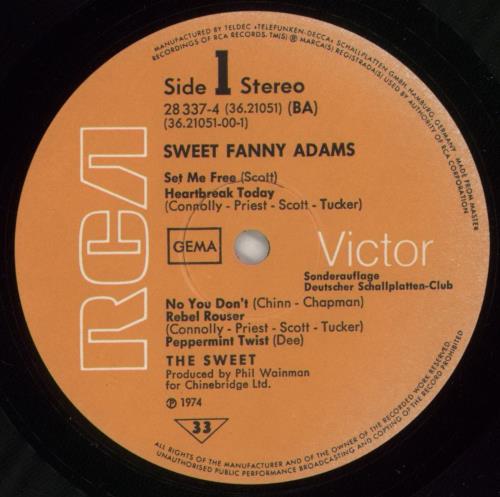 MANUFACTURED BY TELDEC »TELEFUNKEN-DECCA« SCHALLPLATTEN GMBH, HAMBURG, GERMANY
RECORDINGS OF RCA RECORDS. TM(S) ® MARCA(S) REGISTRADA(S) USED BY AUTHORITY OF RCA CORPORATION
MADE FROM MASTER
Side 1 Stereo
28 337-4 (36.21051) (BA)
(36.21051-00-1)
SWEET FANNY ADAMS
Set Me Free (Scott)
Heartbreak Today
(Connolly - Priest - Scott - Tucker)
RCA
GEMA
Victor
Sonderauflage
Deutscher Schallplatten-Club
No You Don't (Chinn - Chapman)
Rebel Rouser
(Connolly - Priest - Scott - Tucker)
Peppermint Twist (Dee)
THE SWEET
Produced by Phil Wainman
for Chinebridge Ltd.
℗ 1974
33
ALL RIGHTS OF THE MANUFACTURER AND OF THE OWNER OF THE RECORDED WORK RESERVED.
UNAUTHORISED PUBLIC PERFORMANCE BROADCASTING AND COPYING OF THE RECORD PROHIBITED